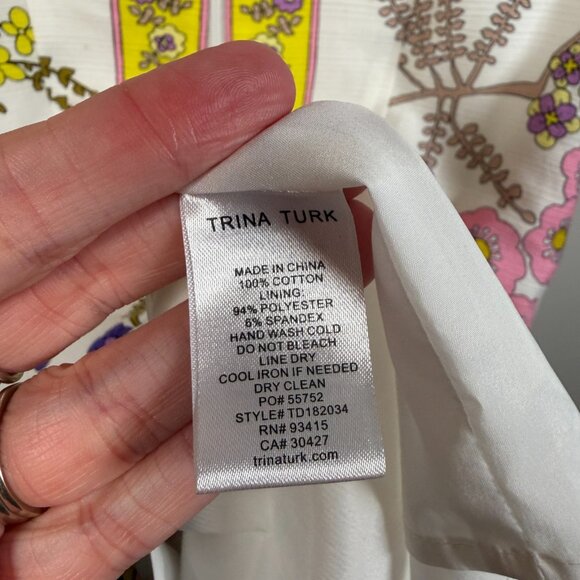 TRINA TURK
MADE IN CHINA
100% COTTON
LINING:
94% POLYESTER
6% SPANDEX
HAND WASH COLD
DO NOT BLEACH
LINE DRY
COOL IRON IF NEEDED
DRY CLEAN
PO# 55752
STYLE# TD182034
RN# 93415
CA# 30427
trinaturk.com